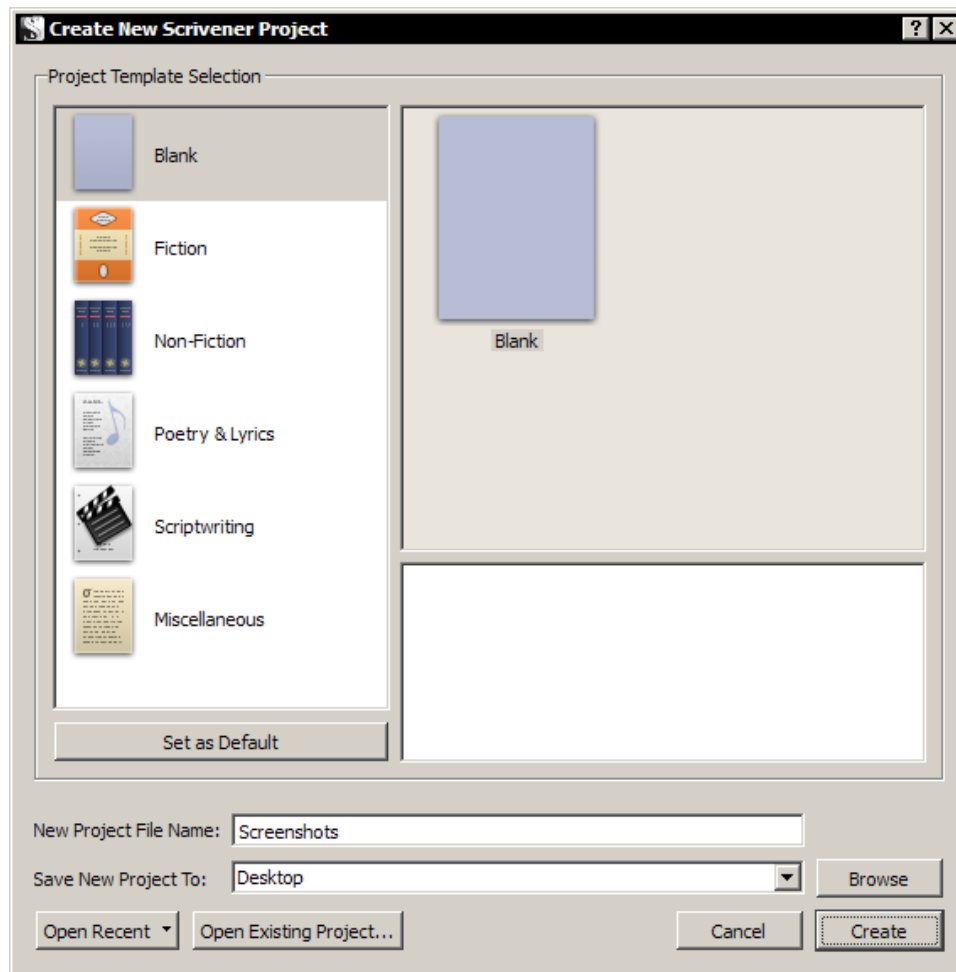 Create New Scrivener Project
Project Template Selection
Blank
Fiction
Non-Fiction
Poetry & Lyrics
Scriptwriting
Miscellaneous
Set as Default
Blank
New Project File Name: Screenshots
Save New Project To: Desktop Browse
Open Recent Open Existing Project... Cancel Create